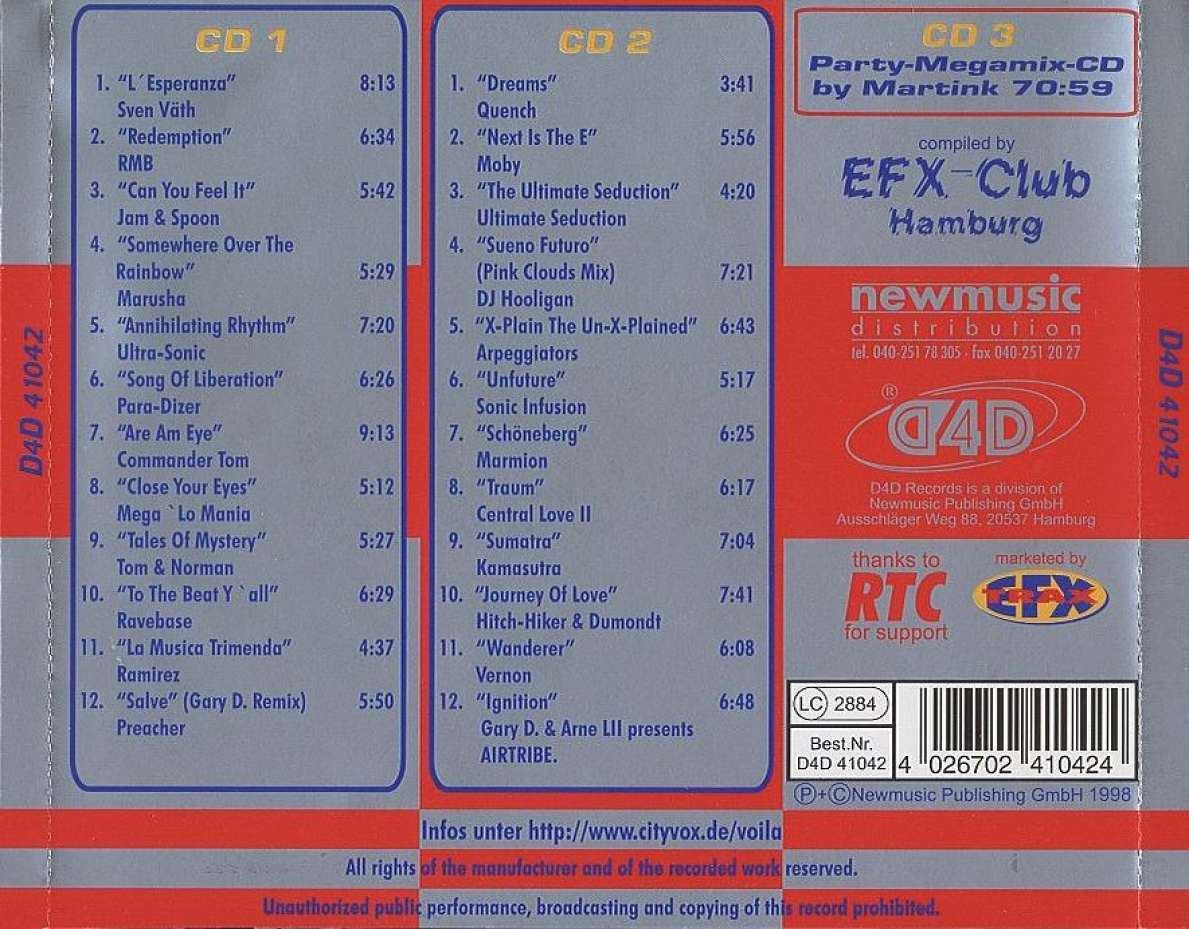 D4D 41042
CD 1
1. “L´Esperanza” 8:13
Sven Väth
2. “Redemption” 6:34
RMB
3. “Can You Feel It” 5:42
Jam & Spoon
4. “Somewhere Over The
Rainbow” 5:29
Marusha
5. “Annihilating Rhythm” 7:20
Ultra-Sonic
6. “Song Of Liberation” 6:26
Para-Dizer
7. “Are Am Eye” 9:13
Commander Tom
8. “Close Your Eyes” 5:12
Mega `Lo Mania
9. “Tales Of Mystery” 5:27
Tom & Norman
10. “To The Beat Y `all” 6:29
Ravebase
11. “La Musica Trimenda” 4:37
Ramirez
12. “Salve” (Gary D. Remix) 5:50
Preacher
CD 2
1. “Dreams” 3:41
Quench
2. “Next Is The E” 5:56
Moby
3. “The Ultimate Seduction” 4:20
Ultimate Seduction
4. “Sueno Futuro”
(Pink Clouds Mix) 7:21
DJ Hooligan
5. “X-Plain The Un-X-Plained” 6:43
Arpeggiators
6. “Unfuture” 5:17
Sonic Infusion
7. “Schöneberg” 6:25
Marmion
8. “Traum” 6:17
Central Love II
9. “Sumatra” 7:04
Kamasutra
10. “Journey Of Love” 7:41
Hitch-Hiker & Dumondt
11. “Wanderer” 6:08
Vernon
12. “Ignition” 6:48
Gary D. & Arne LII presents
AIRTRIBE.
CD 3
Party-Megamix-CD
by Martink 70:59
compiled by
EFX-Club
Hamburg
newmusic
distribution
tel. 040-251 78 305 · fax 040-251 20 27
®
D4D
D4D Records is a division of
Newmusic Publishing GmbH
Ausschläger Weg 88, 20537 Hamburg
thanks to
RTC
for support
marketed by
EFX
TRAX
LC 2884
Best.Nr.
D4D 41042
4 026702 410424
Ⓟ+©Newmusic Publishing GmbH 1998
D4D 41042
Infos unter http://www.cityvox.de/voila
All rights of the manufacturer and of the recorded work reserved.
Unauthorized public performance, broadcasting and copying of this record prohibited.